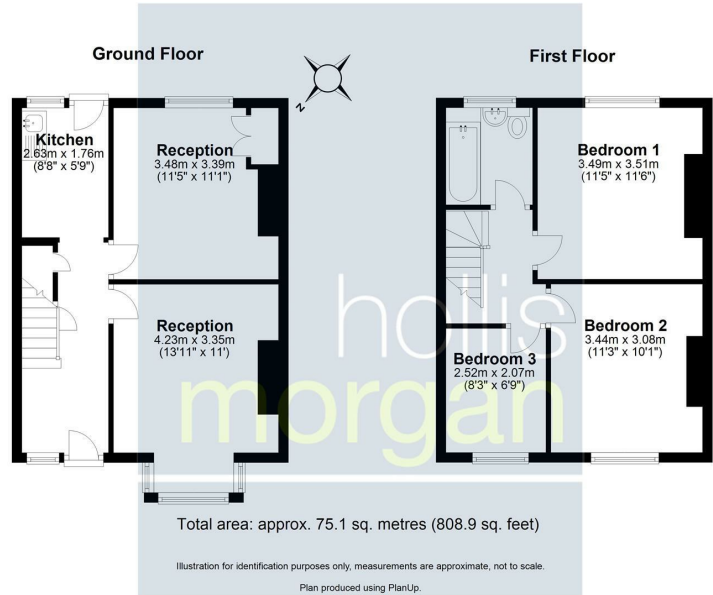 Ground Floor
First Floor
N
Kitchen
2.63m x 1.76m
(8'8" x 5'9")
Reception
3.48m x 3.39m
(11'5" x 11'1")
Bedroom 1
3.49m x 3.51m
(11'5" x 11'6")
Reception
4.23m x 3.35m
(13'11" x 11')
Bedroom 2
3.44m x 3.08m
(11'3" x 10'1")
Bedroom 3
2.52m x 2.07m
(8'3" x 6'9")
hollis
morgan
Total area: approx. 75.1 sq. metres (808.9 sq. feet)
Illustration for identification purposes only, measurements are approximate, not to scale.
Plan produced using PlanUp.